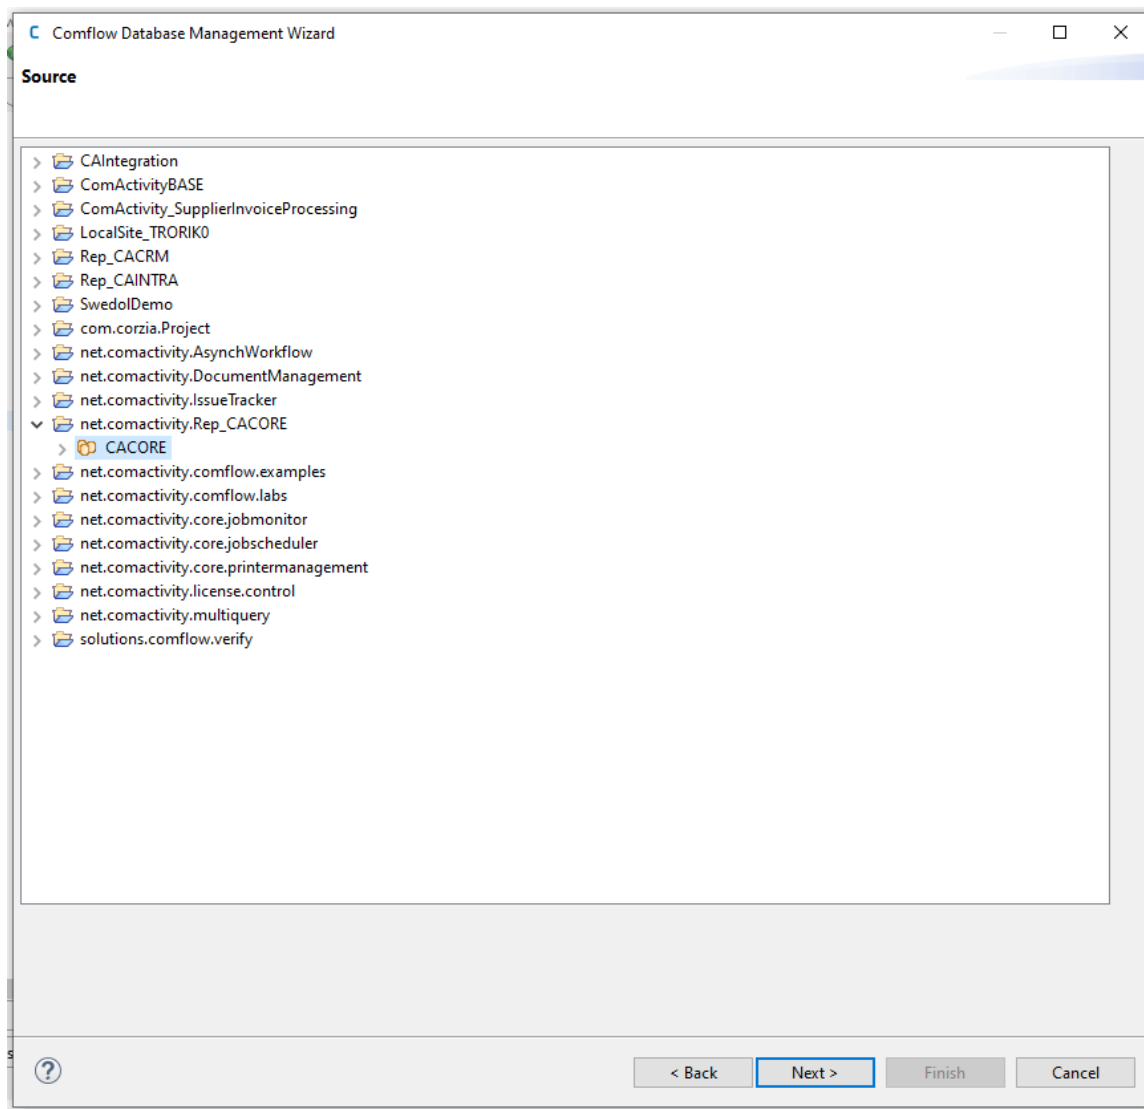 Comflow Database Management Wizard
Source
CAIntegration
ComActivityBASE
ComActivity_SupplierInvoiceProcessing
LocalSite_TRORIK0
Rep_CACRM
Rep_CAINTRA
SwedolDemo
com.corzia.Project
net.comactivity.AsynchWorkflow
net.comactivity.DocumentManagement
net.comactivity.IssueTracker
net.comactivity.Rep_CACORE
CACORE
net.comactivity.comflow.examples
net.comactivity.comflow.labs
net.comactivity.core.jobmonitor
net.comactivity.core.jobscheduler
net.comactivity.core.printermanagement
net.comactivity.license.control
net.comactivity.multiquery
solutions.comflow.verify
< Back Next > Finish Cancel